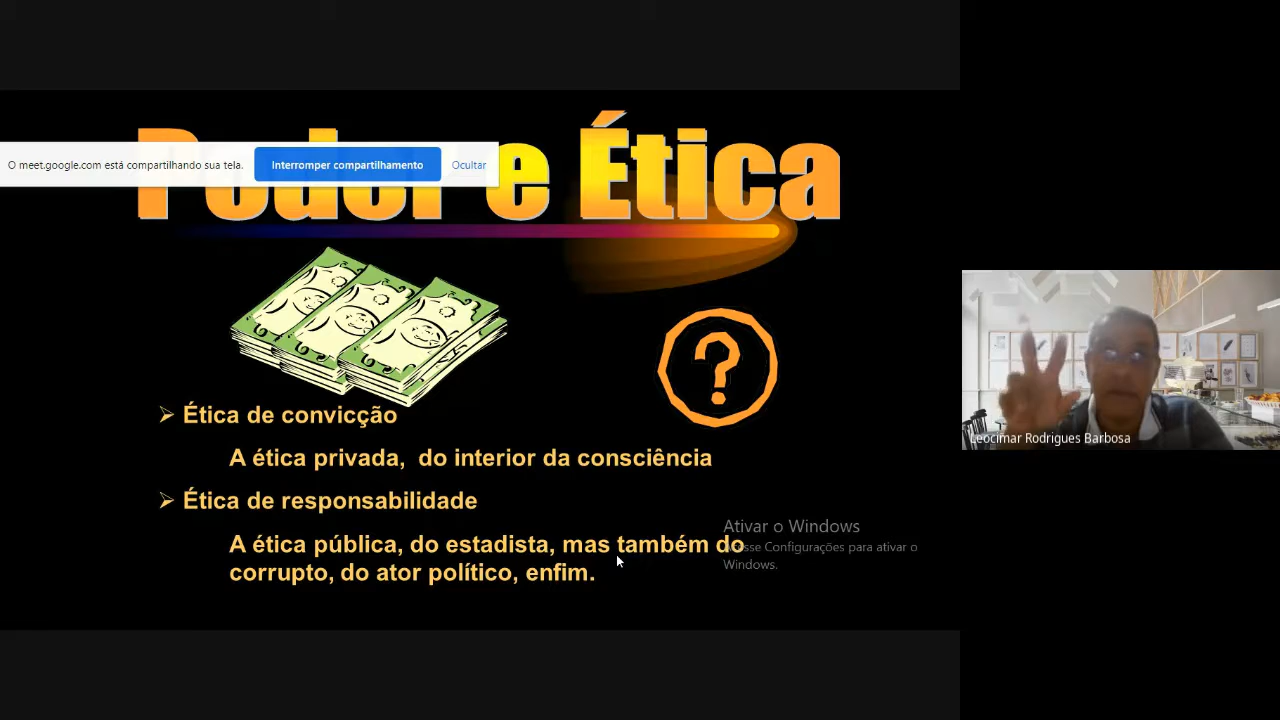 Poder e Ética
O meet.google.com está compartilhando sua tela. Interromper compartilhamento Ocultar
➢ Ética de convicção
A ética privada, do interior da consciência
➢ Ética de responsabilidade
A ética pública, do estadista, mas também do
corrupto, do ator político, enfim.
Ativar o Windows
Acesse Configurações para ativar o
Windows.
Leocimar Rodrigues Barbosa